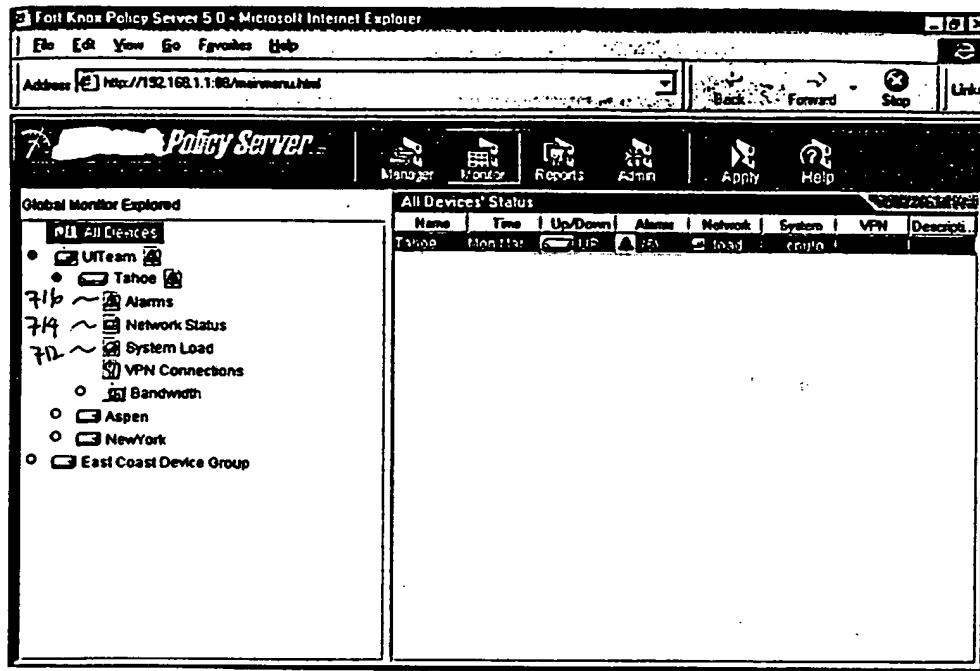 Fort Knox Policy Server 5.0 - Microsoft Internet Explorer
File Edit View Go Favorites Help
Address http://192.168.1.1:88/mainmenu.html
Back Forward Stop Links
Policy Server
Manager Monitor Reports Admin Apply Help
Global Monitor Explored
All Devices' Status
Name Time Up/Down Alarms Network System VPN Descripti...
Tahoe Mon Mar UP load
All Devices
UITeam
Tahoe
716 Alarms
714 Network Status
712 System Load
VPN Connections
Bandwidth
Aspen
NewYork
East Coast Device Group